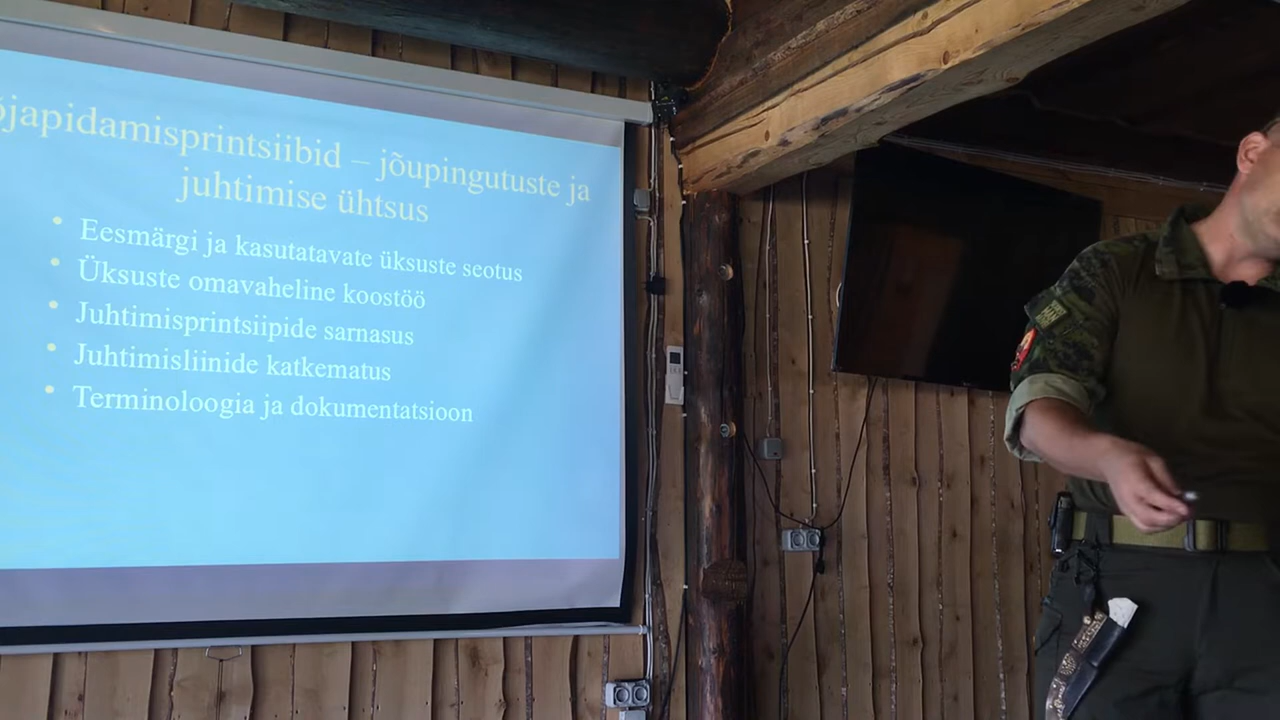 õjapidamisprintsiibid – jõupingutuste ja
juhtimise ühtsus
• Eesmärgi ja kasutatavate üksuste seotus
• Üksuste omavaheline koostöö
• Juhtimisprintsiipide sarnasus
• Juhtimisliinide katkematus
• Terminoloogia ja dokumentatsioon